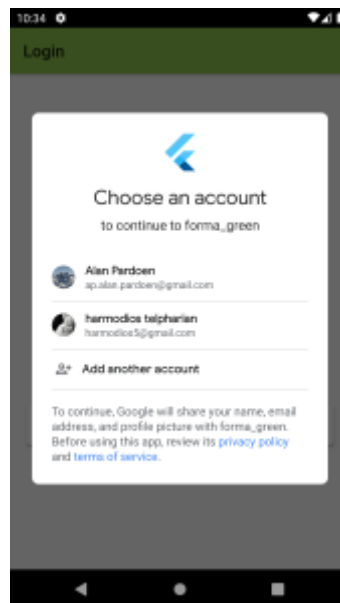 10:34
Login
Choose an account
to continue to forma_green
Alan Pardoen
ap.alan.pardoen@gmail.com
harmodios telpharian
harmodios5@gmail.com
Add another account
To continue, Google will share your name, email
address, and profile picture with forma_green.
Before using this app, review its privacy policy
and terms of service.